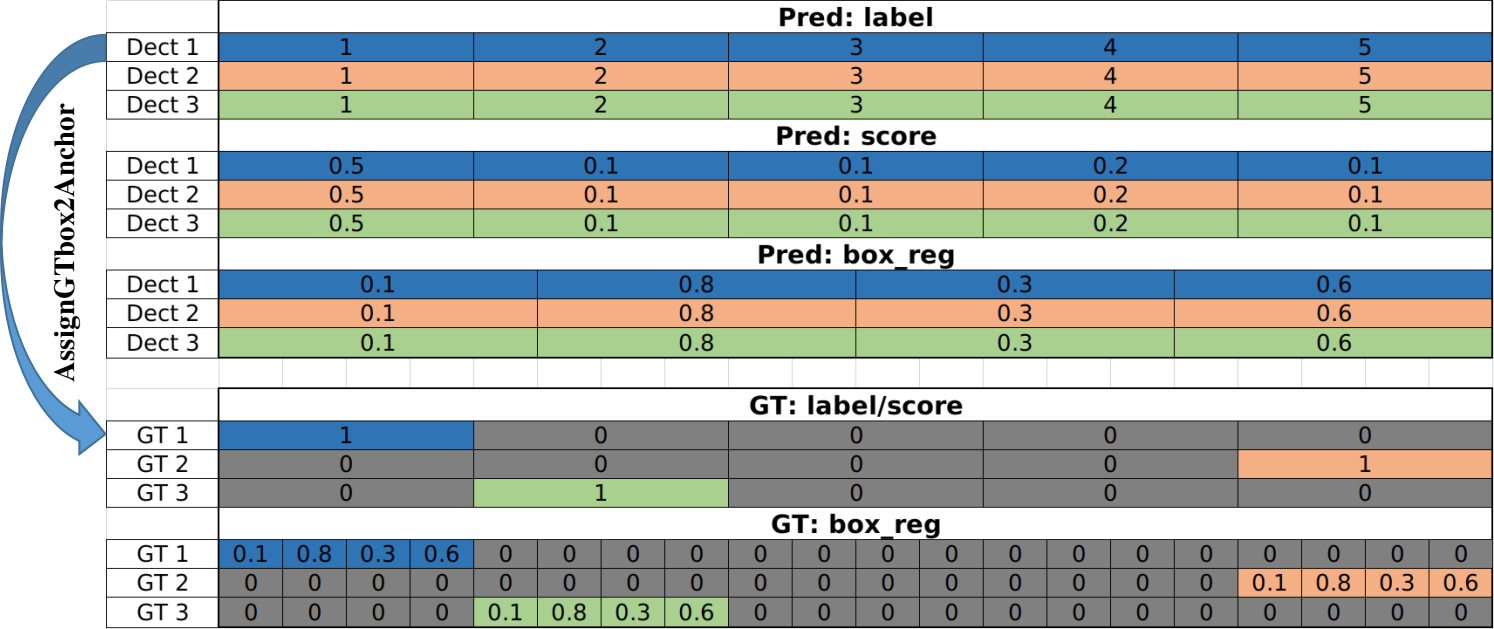 Pred: label
Dect 1 1 2 3 4 5
Dect 2 1 2 3 4 5
Dect 3 1 2 3 4 5
Pred: score
Dect 1 0.5 0.1 0.1 0.2 0.1
Dect 2 0.5 0.1 0.1 0.2 0.1
Dect 3 0.5 0.1 0.1 0.2 0.1
Pred: box_reg
Dect 1 0.1 0.8 0.3 0.6
Dect 2 0.1 0.8 0.3 0.6
Dect 3 0.1 0.8 0.3 0.6
AssignGTbox2Anchor
GT: label/score
GT 1 1 0 0 0 0
GT 2 0 0 0 0 1
GT 3 0 1 0 0 0
GT: box_reg
GT 1 0.1 0.8 0.3 0.6 0 0 0 0 0 0 0 0 0 0 0 0 0 0 0 0
GT 2 0 0 0 0 0 0 0 0 0 0 0 0 0 0 0 0 0.1 0.8 0.3 0.6
GT 3 0 0 0 0 0.1 0.8 0.3 0.6 0 0 0 0 0 0 0 0 0 0 0 0